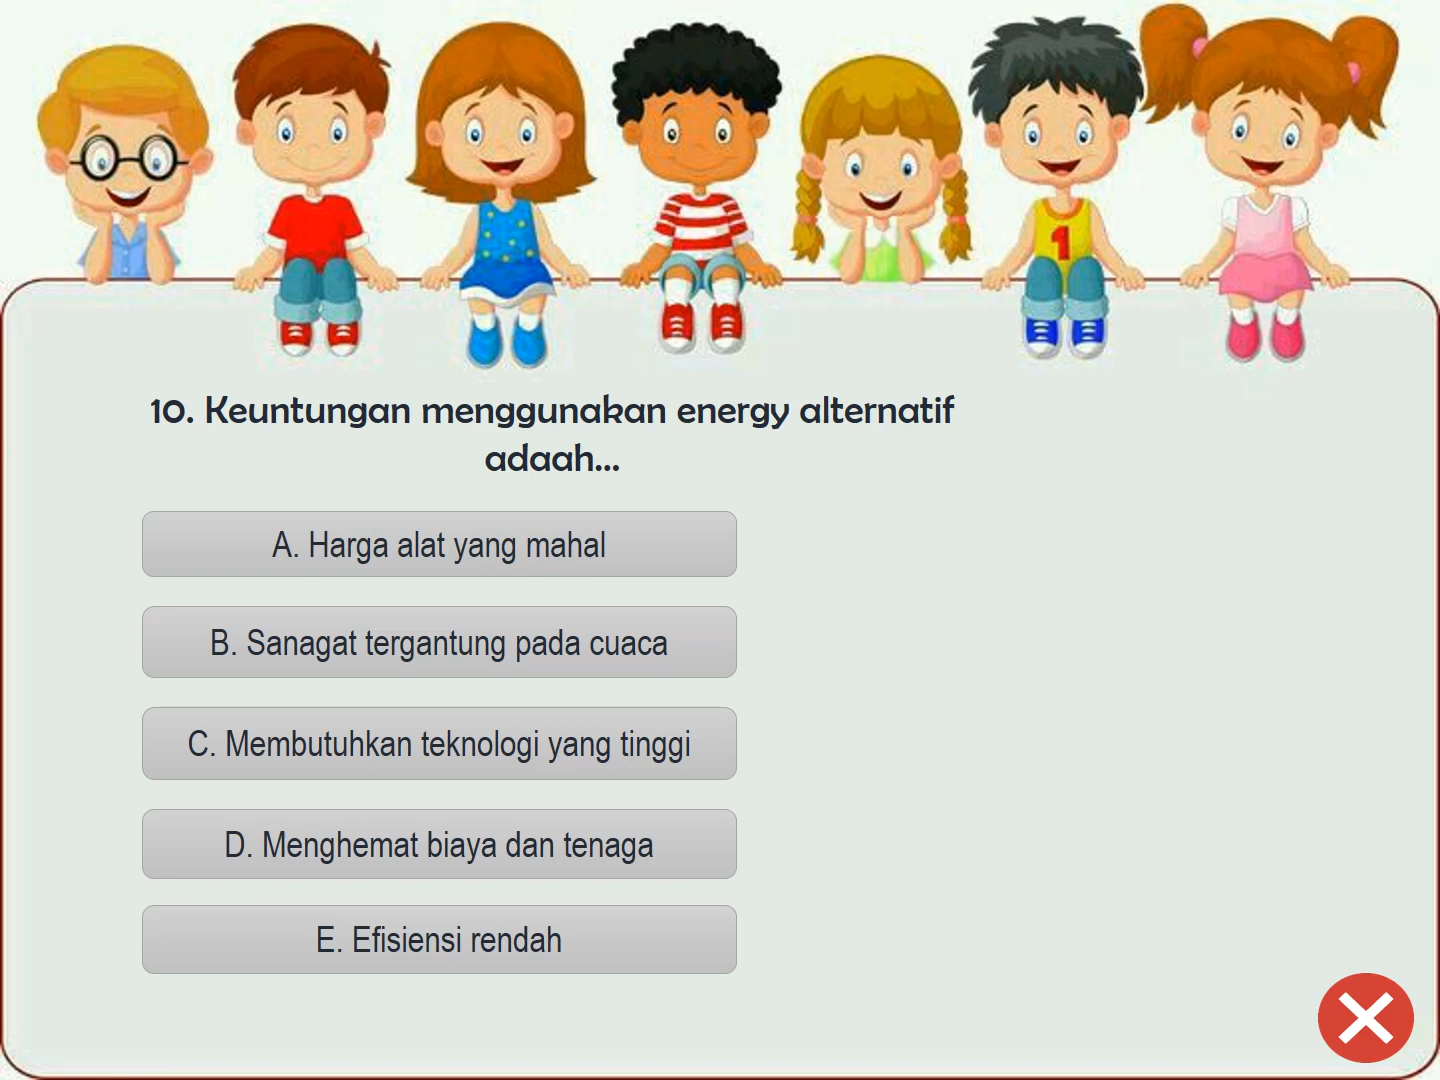 10. Keuntungan menggunakan energy alternatif
adaah...
A. Harga alat yang mahal
B. Sanagat tergantung pada cuaca
C. Membutuhkan teknologi yang tinggi
D. Menghemat biaya dan tenaga
E. Efisiensi rendah
1